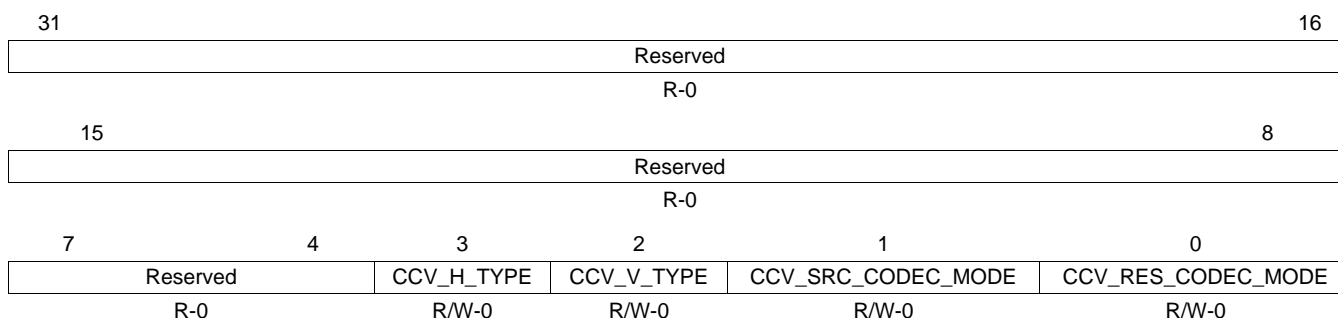 31 16
Reserved
R-0
15 8
Reserved
R-0
7 4 3 2 1 0
Reserved CCV_H_TYPE CCV_V_TYPE CCV_SRC_CODEC_MODE CCV_RES_CODEC_MODE
R-0 R/W-0 R/W-0 R/W-0 R/W-0